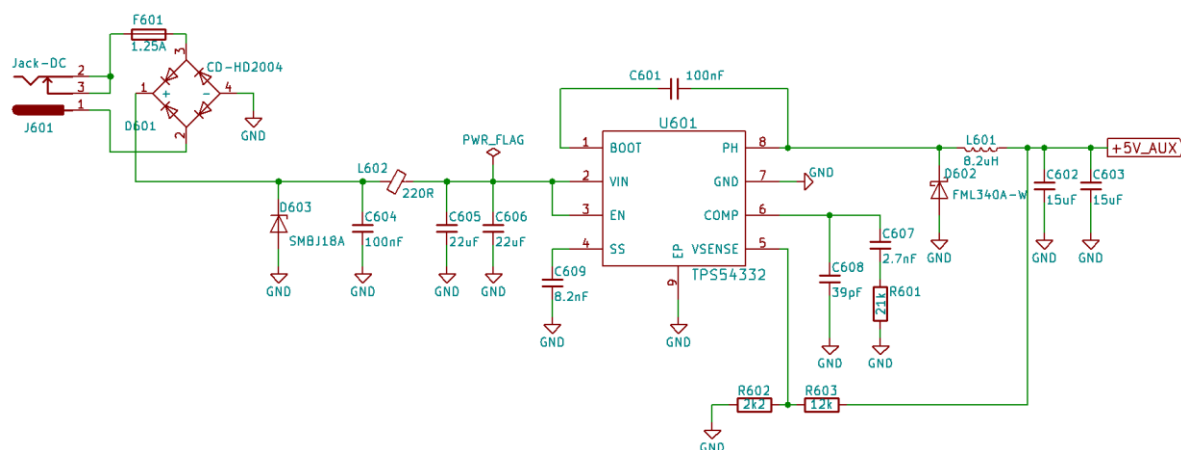 F601
1.25A
Jack-DC
2
3
1
J601
3
CD-HD2004
1
+
-
4
D601
2
GND
PWR_FLAG
L602
220R
D603
SMBJ18A
GND
C604
100nF
GND
C605
22uF
GND
C606
22uF
GND
C601
100nF
U601
1
BOOT
PH
8
2
VIN
GND
7
GND
3
EN
COMP
6
4
SS
VSENSE
5
EP
9
TPS54332
GND
C609
8.2nF
GND
C607
2.7nF
C608
39pF
GND
R601
21k
GND
L601
8.2uH
D602
FML340A-W
GND
C602
15uF
GND
C603
15uF
GND
+5V_AUX
R602
2k2
R603
12k
GND